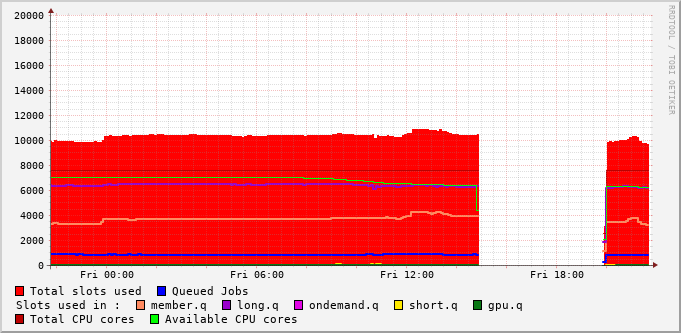 20000
18000
16000
14000
12000
10000
8000
6000
4000
2000
0
Fri 00:00 Fri 06:00 Fri 12:00 Fri 18:00
RRDTOOL / TOBI OETIKER
Total slots used Queued Jobs
Slots used in : member.q long.q ondemand.q short.q gpu.q
Total CPU cores Available CPU cores